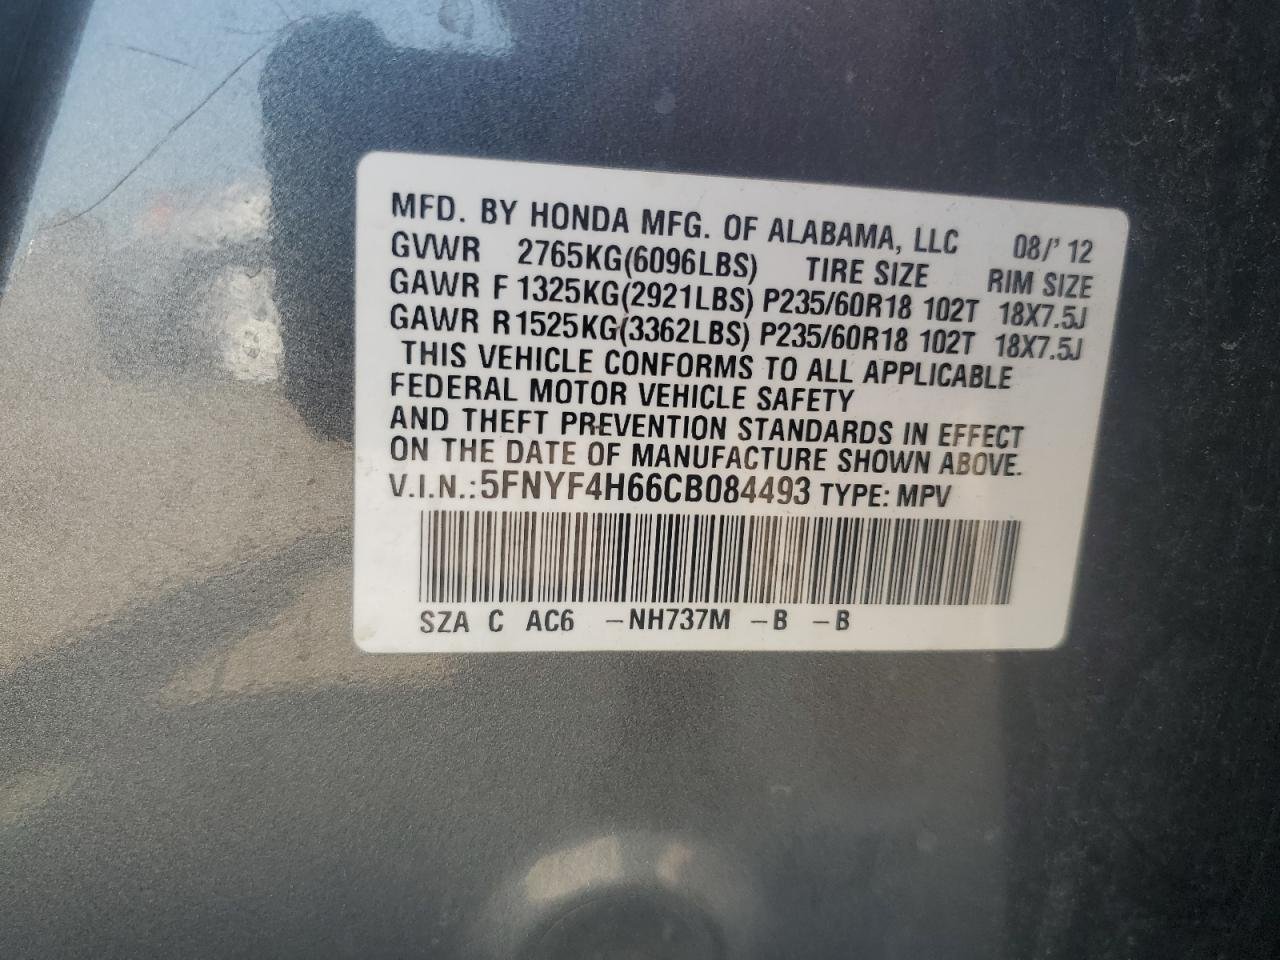 MFD. BY HONDA MFG. OF ALABAMA, LLC 08/' 12
GVWR 2765KG(6096LBS) TIRE SIZE RIM SIZE
GAWR F 1325KG(2921LBS) P235/60R18 102T 18X7.5J
GAWR R 1525KG(3362LBS) P235/60R18 102T 18X7.5J
THIS VEHICLE CONFORMS TO ALL APPLICABLE
FEDERAL MOTOR VEHICLE SAFETY
AND THEFT PREVENTION STANDARDS IN EFFECT
ON THE DATE OF MANUFACTURE SHOWN ABOVE.
V.I.N.:5FNYF4H66CB084493 TYPE: MPV
SZA C AC6 -NH737M -B -B